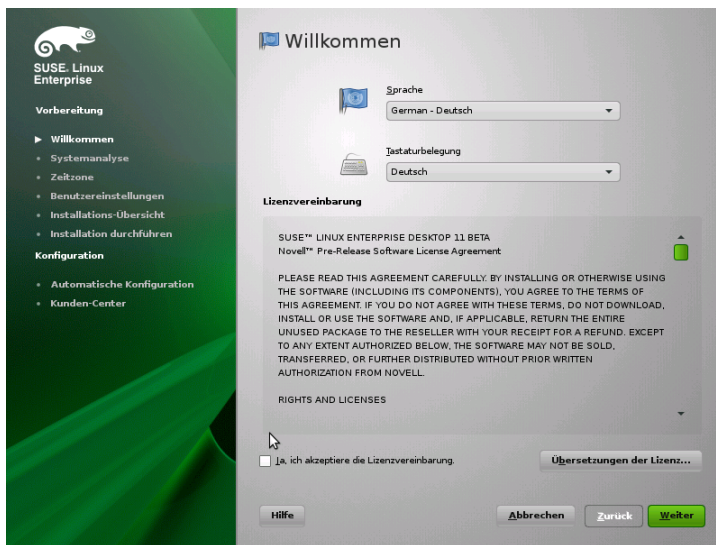 SUSE. Linux
Enterprise
Vorbereitung
Willkommen
Systemanalyse
Zeitzone
Benutzereinstellungen
Installations-Übersicht
Installation durchführen
Konfiguration
Automatische Konfiguration
Kunden-Center
Willkommen
Sprache
German - Deutsch
Tastaturbelegung
Deutsch
Lizenzvereinbarung
SUSE™ LINUX ENTERPRISE DESKTOP 11 BETA
Novell™ Pre-Release Software License Agreement
PLEASE READ THIS AGREEMENT CAREFULLY. BY INSTALLING OR OTHERWISE USING
THE SOFTWARE (INCLUDING ITS COMPONENTS), YOU AGREE TO THE TERMS OF
THIS AGREEMENT. IF YOU DO NOT AGREE WITH THESE TERMS, DO NOT DOWNLOAD,
INSTALL OR USE THE SOFTWARE AND, IF APPLICABLE, RETURN THE ENTIRE
UNUSED PACKAGE TO THE RESELLER WITH YOUR RECEIPT FOR A REFUND. EXCEPT
TO ANY EXTENT AUTHORIZED BELOW, THE SOFTWARE MAY NOT BE SOLD,
TRANSFERRED, OR FURTHER DISTRIBUTED WITHOUT PRIOR WRITTEN
AUTHORIZATION FROM NOVELL.
RIGHTS AND LICENSES
Ja, ich akzeptiere die Lizenzvereinbarung.
Übersetzungen der Lizenz...
Hilfe
Abbrechen
Zurück
Weiter